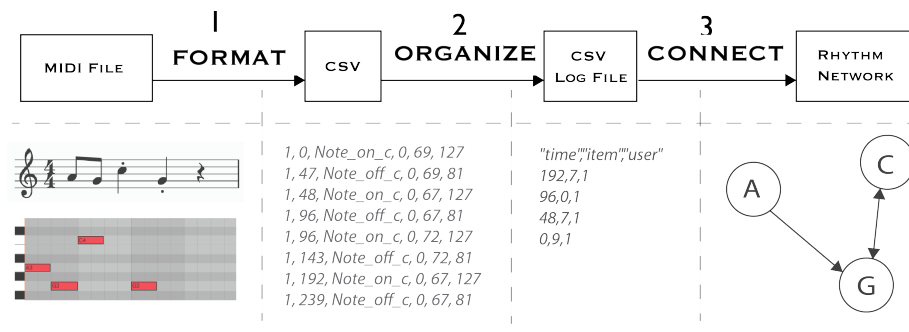 1
2
3
FORMAT
ORGANIZE
CONNECT
MIDI FILE
CSV
CSV
LOG FILE
RHYTHM
NETWORK
4
4
1, 0, Note_on_c, 0, 69, 127
1, 47, Note_off_c, 0, 69, 81
1, 48, Note_on_c, 0, 67, 127
1, 96, Note_off_c, 0, 67, 81
1, 96, Note_on_c, 0, 72, 127
1, 143, Note_off_c, 0, 72, 81
1, 192, Note_on_c, 0, 67, 127
1, 239, Note_off_c, 0, 67, 81
"time","item","user"
192,7,1
96,0,1
48,7,1
0,9,1
A
C
G